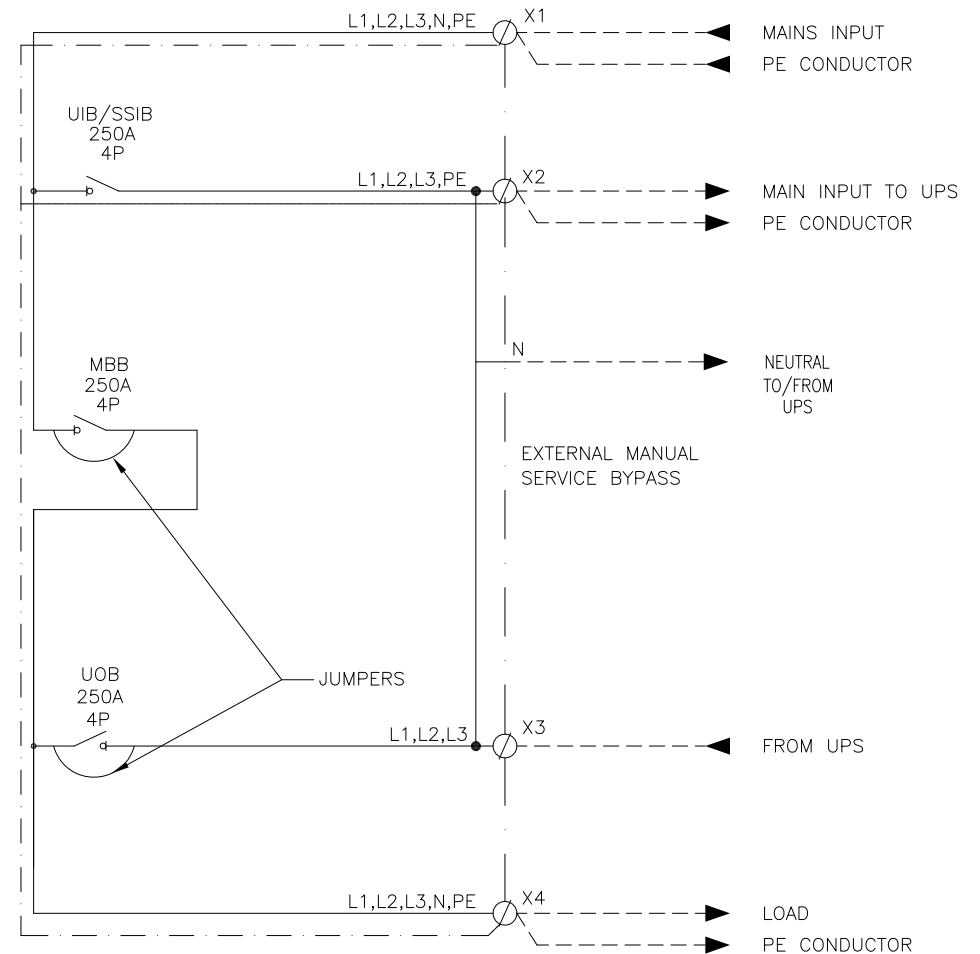 L1,L2,L3,N,PE
X1
MAINS INPUT
PE CONDUCTOR
UIB/SSIB
250A
4P
L1,L2,L3,PE
X2
MAIN INPUT TO UPS
PE CONDUCTOR
N
NEUTRAL
TO/FROM
UPS
MBB
250A
4P
EXTERNAL MANUAL
SERVICE BYPASS
JUMPERS
UOB
250A
4P
L1,L2,L3
X3
FROM UPS
L1,L2,L3,N,PE
X4
LOAD
PE CONDUCTOR